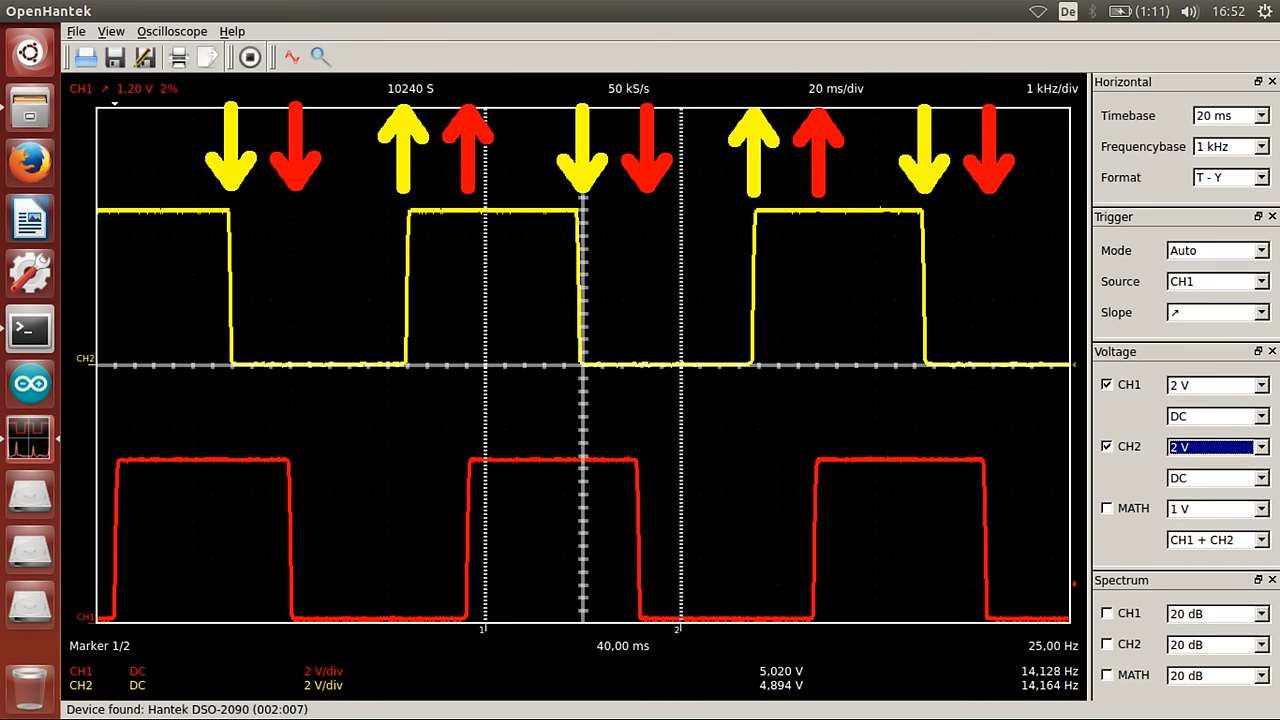 OpenHantek
De
(1:11)
16:52
File View Oscilloscope Help
CH1 ↗ 1,20 V 2%
10240 S
50 kS/s
20 ms/div
1 kHz/div
CH2
CH1
1
2
Marker 1/2
40,00 ms
25,00 Hz
CH1 DC 2 V/div 5,020 V 14,128 Hz
CH2 DC 2 V/div 4,894 V 14,164 Hz
Device found: Hantek DSO-2090 (002:007)
Horizontal
Timebase 20 ms
Frequencybase 1 kHz
Format T - Y
Trigger
Mode Auto
Source CH1
Slope ↗
Voltage
CH1 2 V
DC
CH2 2 V
DC
MATH 1 V
CH1 + CH2
Spectrum
CH1 20 dB
CH2 20 dB
MATH 20 dB